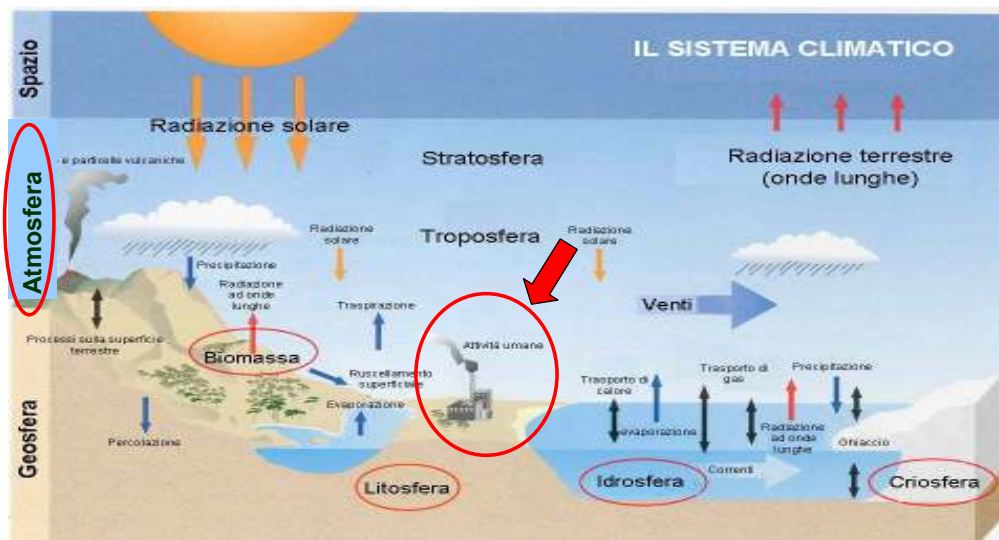 Spazio
IL SISTEMA CLIMATICO
Radiazione solare
Stratosfera
Radiazione terrestre
(onde lunghe)
Atmosfera
e particelle vulcaniche
Radiazione
solare
Troposfera
Radiazione
solare
Precipitazione
Radiazione
ad onde
lunghe
Traspirazione
Venti
Processi sulla superficie
terrestre
Biomassa
Attività umane
Ruscellamento
superficiale
Trasporto di
calore
Trasporto di
gas
Precipitazione
Evaporazione
evaporazione
Radiazione
ad onde
lunghe
Ghiaccio
Geosfera
Percolazione
Correnti
Litosfera
Idrosfera
Criosfera